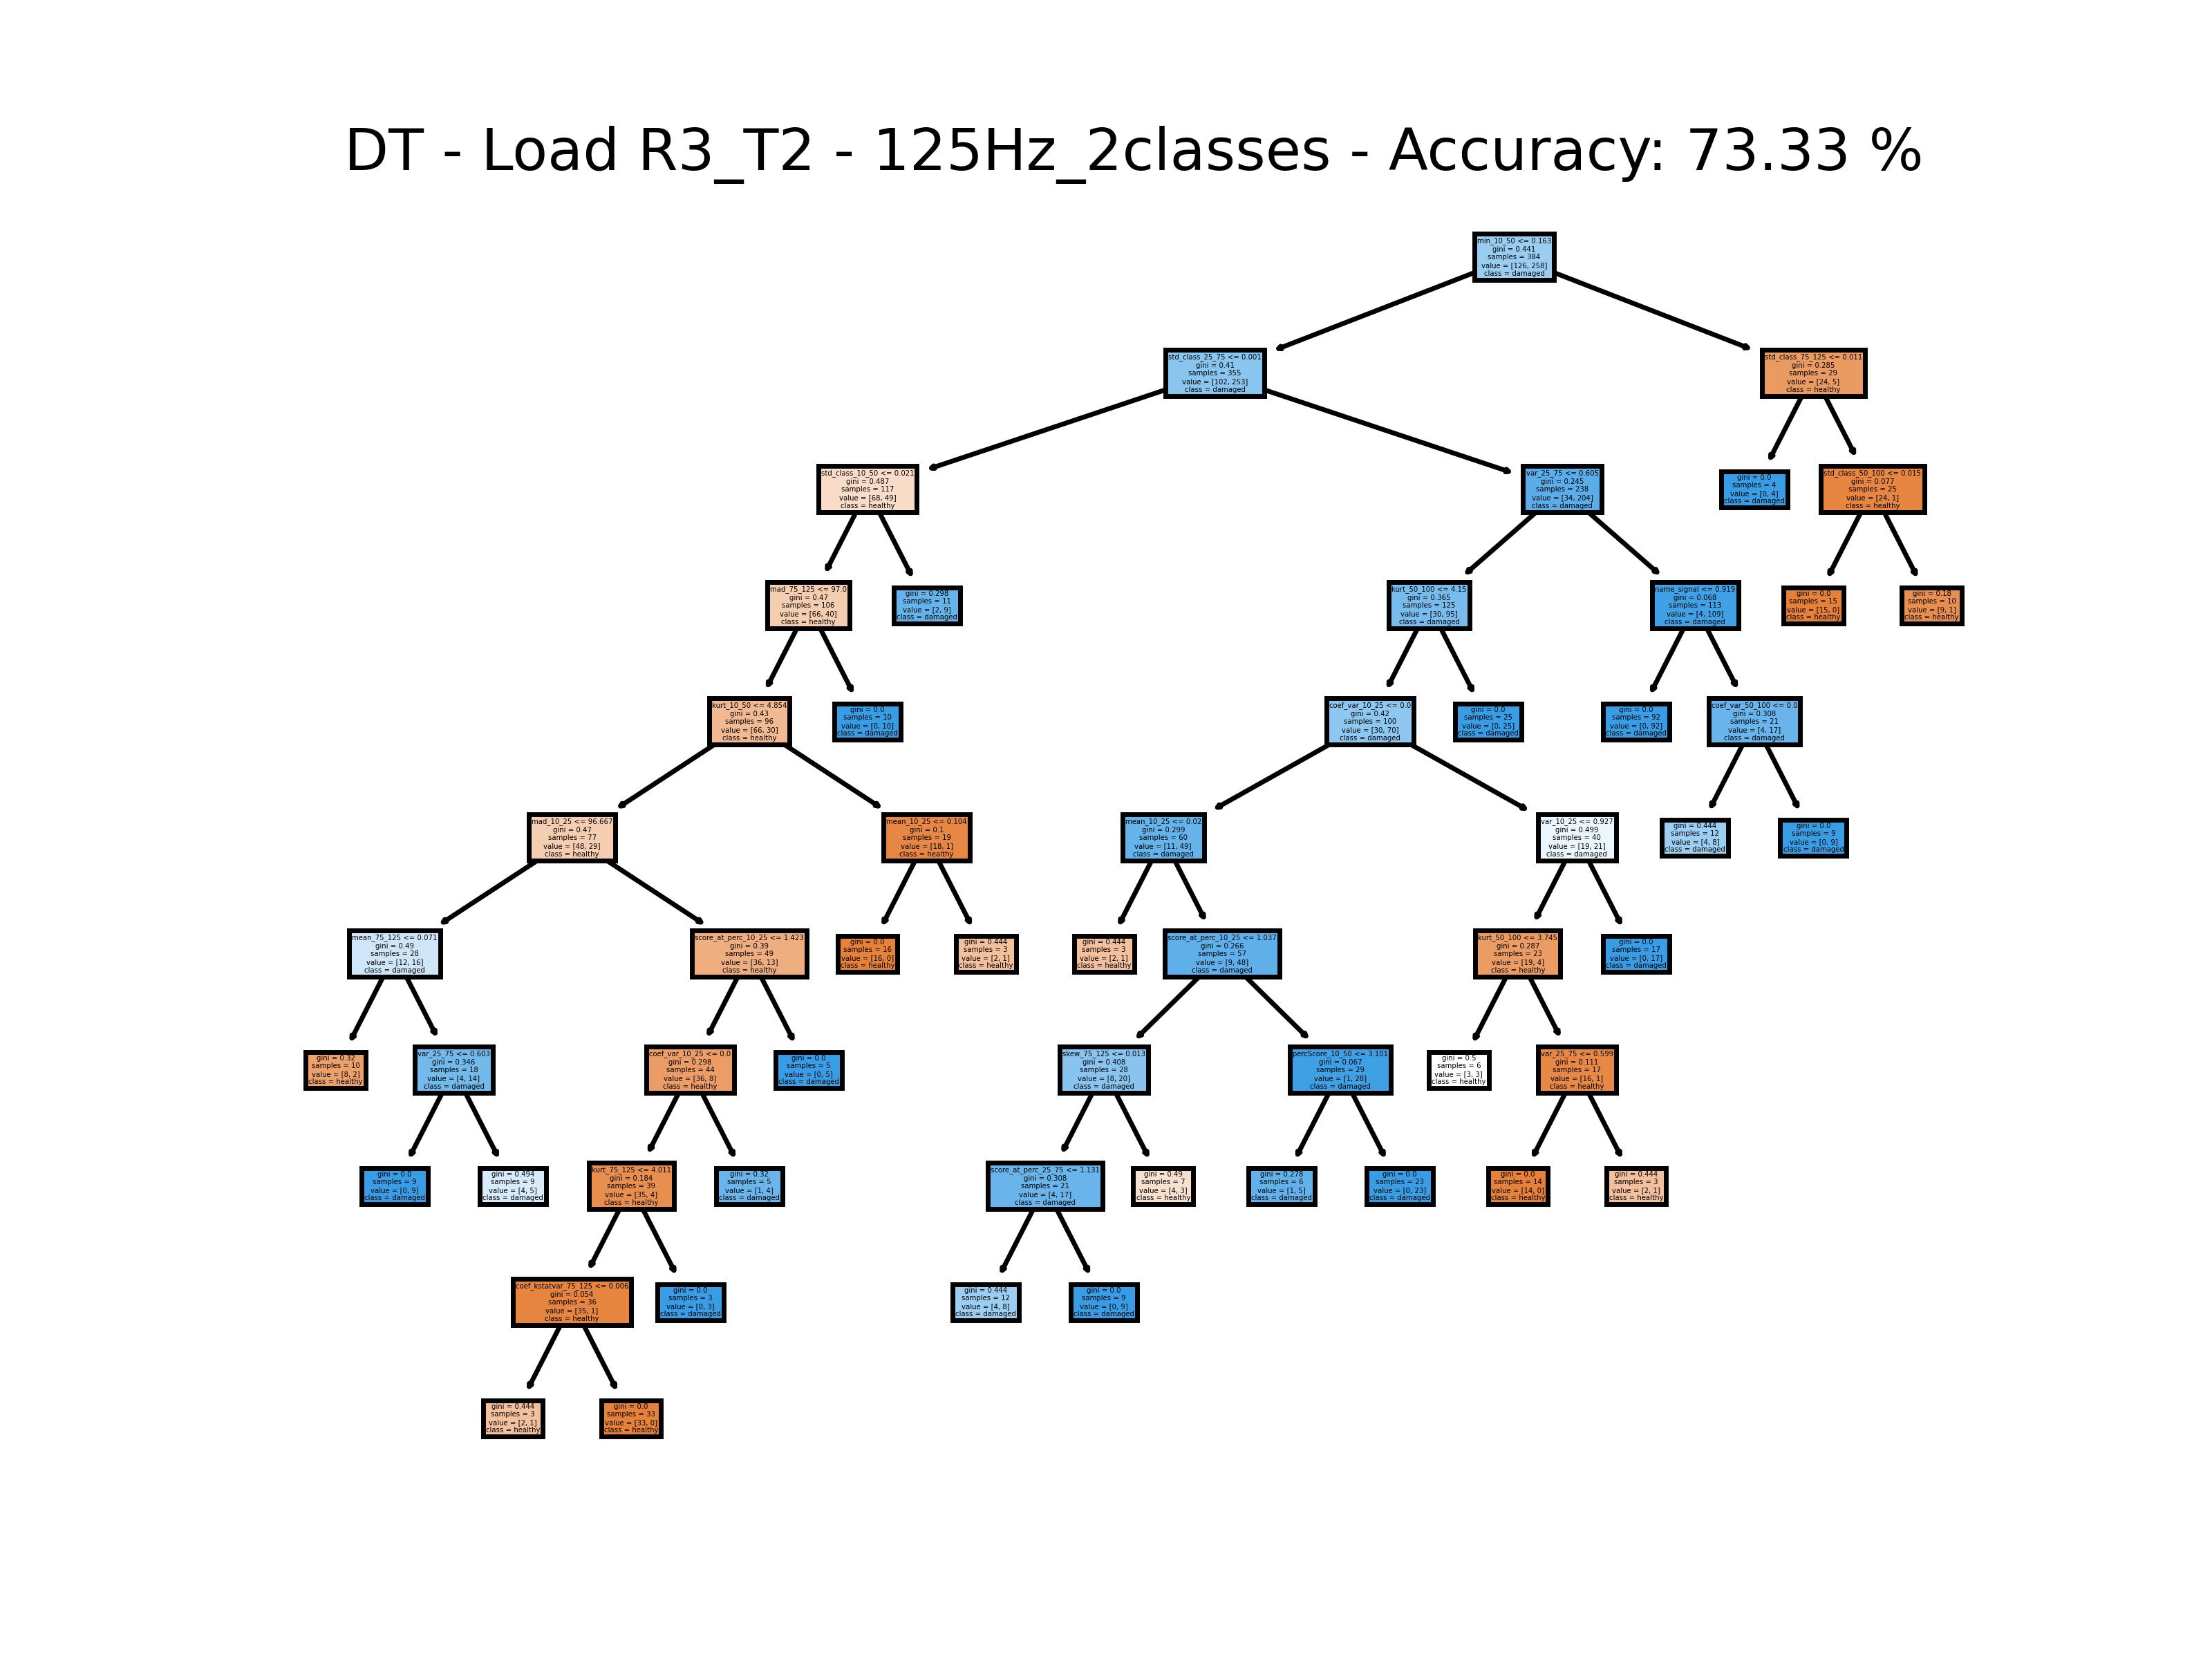 DT - Load R3_T2 - 125Hz_2classes - Accuracy: 73.33 %
min_10_50 <= 0.163
gini = 0.441
samples = 384
value = [126, 258]
class = damaged
std_class_25_75 <= 0.001
gini = 0.41
samples = 355
value = [102, 253]
class = damaged
std_class_75_125 <= 0.011
gini = 0.285
samples = 29
value = [24, 5]
class = healthy
std_class_10_50 <= 0.021
gini = 0.487
samples = 117
value = [68, 49]
class = healthy
var_25_75 <= 0.605
gini = 0.245
samples = 238
value = [34, 204]
class = damaged
gini = 0.0
samples = 4
value = [0, 4]
class = damaged
std_class_50_100 <= 0.015
gini = 0.077
samples = 25
value = [24, 1]
class = healthy
mad_75_125 <= 97.0
gini = 0.47
samples = 106
value = [66, 40]
class = healthy
gini = 0.298
samples = 11
value = [2, 9]
class = damaged
kurt_50_100 <= 4.15
gini = 0.365
samples = 125
value = [30, 95]
class = damaged
name_signal <= 0.919
gini = 0.068
samples = 113
value = [4, 109]
class = damaged
gini = 0.0
samples = 15
value = [15, 0]
class = healthy
gini = 0.18
samples = 10
value = [9, 1]
class = healthy
kurt_10_50 <= 4.854
gini = 0.43
samples = 96
value = [66, 30]
class = healthy
gini = 0.0
samples = 10
value = [0, 10]
class = damaged
coef_var_10_25 <= 0.0
gini = 0.42
samples = 100
value = [30, 70]
class = damaged
gini = 0.0
samples = 25
value = [0, 25]
class = damaged
gini = 0.0
samples = 92
value = [0, 92]
class = damaged
coef_var_50_100 <= 0.0
gini = 0.308
samples = 21
value = [4, 17]
class = damaged
mad_10_25 <= 96.667
gini = 0.47
samples = 77
value = [48, 29]
class = healthy
mean_10_25 <= 0.104
gini = 0.1
samples = 19
value = [18, 1]
class = healthy
mean_10_25 <= 0.02
gini = 0.299
samples = 60
value = [11, 49]
class = damaged
var_10_25 <= 0.927
gini = 0.499
samples = 40
value = [19, 21]
class = damaged
gini = 0.444
samples = 12
value = [4, 8]
class = damaged
gini = 0.0
samples = 9
value = [0, 9]
class = damaged
mean_75_125 <= 0.071
gini = 0.49
samples = 28
value = [12, 16]
class = damaged
score_at_perc_10_25 <= 1.423
gini = 0.39
samples = 49
value = [36, 13]
class = healthy
gini = 0.0
samples = 16
value = [16, 0]
class = healthy
gini = 0.444
samples = 3
value = [2, 1]
class = healthy
gini = 0.444
samples = 3
value = [2, 1]
class = healthy
score_at_perc_10_25 <= 1.037
gini = 0.266
samples = 57
value = [9, 48]
class = damaged
kurt_50_100 <= 3.745
gini = 0.287
samples = 23
value = [19, 4]
class = healthy
gini = 0.0
samples = 17
value = [0, 17]
class = damaged
gini = 0.32
samples = 10
value = [8, 2]
class = healthy
var_25_75 <= 0.603
gini = 0.346
samples = 18
value = [4, 14]
class = damaged
coef_var_10_25 <= 0.0
gini = 0.298
samples = 44
value = [36, 8]
class = healthy
gini = 0.0
samples = 5
value = [0, 5]
class = damaged
skew_75_125 <= 0.013
gini = 0.408
samples = 28
value = [8, 20]
class = damaged
percScore_10_50 <= 3.101
gini = 0.067
samples = 29
value = [1, 28]
class = damaged
gini = 0.5
samples = 6
value = [3, 3]
class = healthy
var_25_75 <= 0.599
gini = 0.111
samples = 17
value = [16, 1]
class = healthy
gini = 0.0
samples = 9
value = [0, 9]
class = damaged
gini = 0.494
samples = 9
value = [4, 5]
class = damaged
kurt_75_125 <= 4.011
gini = 0.184
samples = 39
value = [35, 4]
class = healthy
gini = 0.32
samples = 5
value = [1, 4]
class = damaged
score_at_perc_25_75 <= 1.131
gini = 0.308
samples = 21
value = [4, 17]
class = damaged
gini = 0.49
samples = 7
value = [4, 3]
class = healthy
gini = 0.278
samples = 6
value = [1, 5]
class = damaged
gini = 0.0
samples = 23
value = [0, 23]
class = damaged
gini = 0.0
samples = 14
value = [14, 0]
class = healthy
gini = 0.444
samples = 3
value = [2, 1]
class = healthy
coef_kstatvar_75_125 <= 0.006
gini = 0.054
samples = 36
value = [35, 1]
class = healthy
gini = 0.0
samples = 3
value = [0, 3]
class = damaged
gini = 0.444
samples = 12
value = [4, 8]
class = damaged
gini = 0.0
samples = 9
value = [0, 9]
class = damaged
gini = 0.444
samples = 3
value = [2, 1]
class = healthy
gini = 0.0
samples = 33
value = [33, 0]
class = healthy